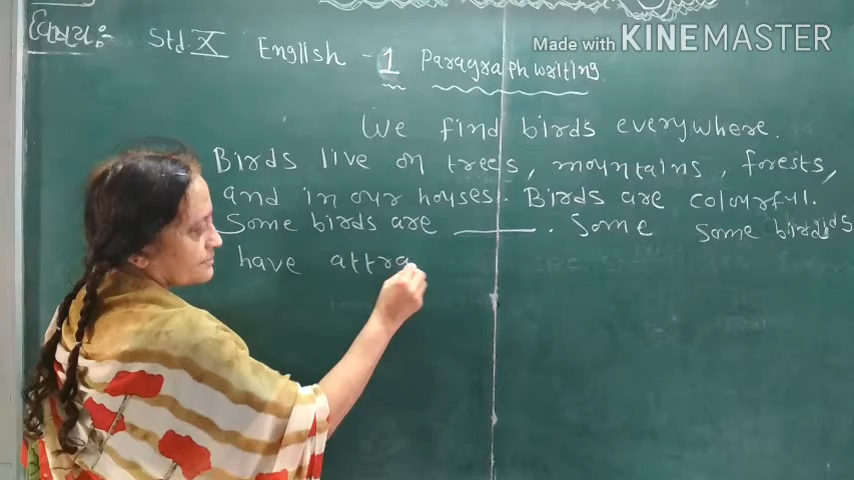 વિષય:-
Std. X English - 1 Paragraph writing.
Made with KINEMASTER
We find birds everywhere.
Birds live on trees, mountains, forests,
and in our houses. Birds are colourful.
Some birds are ______. Some some birds
have attra